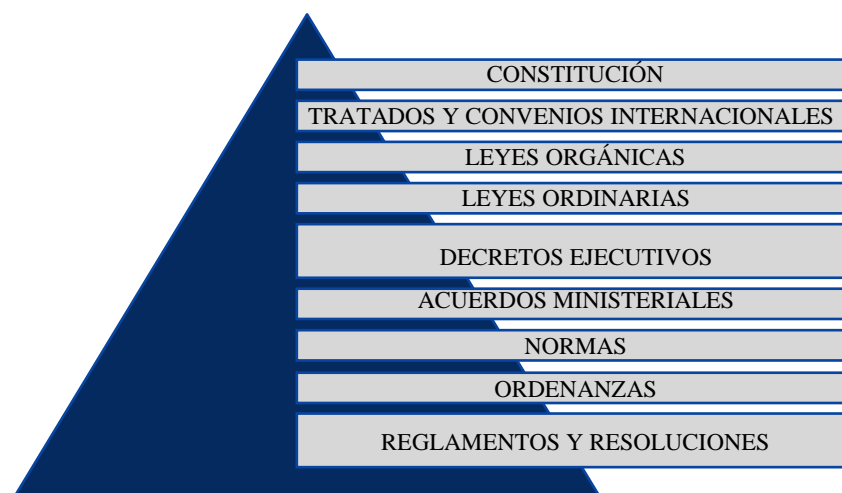 CONSTITUCIÓN
TRATADOS Y CONVENIOS INTERNACIONALES
LEYES ORGÁNICAS
LEYES ORDINARIAS
DECRETOS EJECUTIVOS
ACUERDOS MINISTERIALES
NORMAS
ORDENANZAS
REGLAMENTOS Y RESOLUCIONES